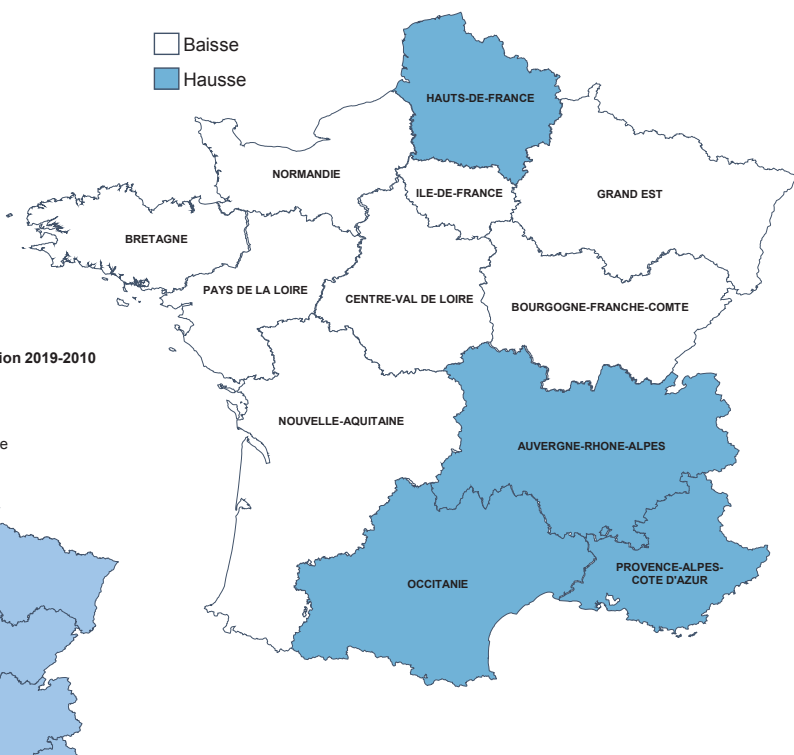 Baisse
Hausse
HAUTS-DE-FRANCE
NORMANDIE
ILE-DE-FRANCE
GRAND EST
BRETAGNE
PAYS DE LA LOIRE
CENTRE-VAL DE LOIRE
BOURGOGNE-FRANCHE-COMTE
2019-2010
NOUVELLE-AQUITAINE
AUVERGNE-RHONE-ALPES
PROVENCE-ALPES-
COTE D'AZUR
OCCITANIE